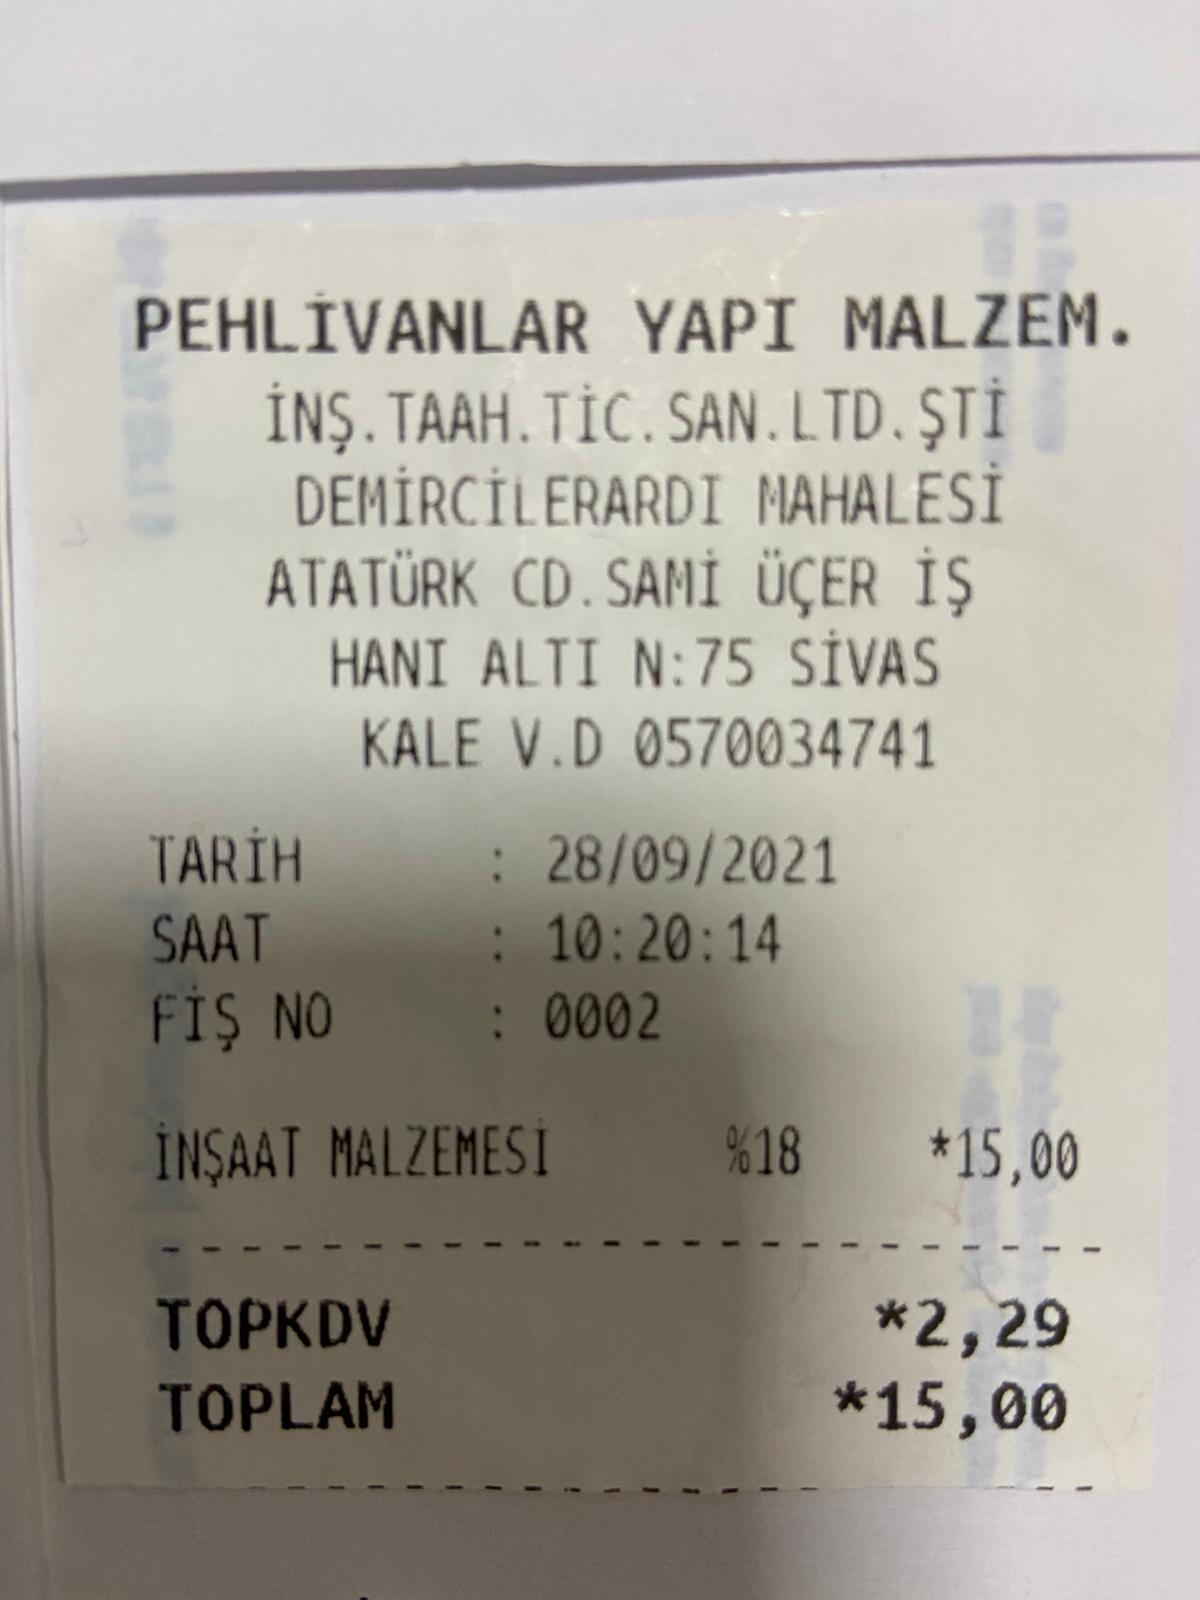 PEHLİVANLAR YAPI MALZEM.
İNŞ.TAAH.TİC.SAN.LTD.ŞTİ
DEMİRCİLERARDI MAHALESİ
ATATÜRK CD.SAMİ ÜÇER İŞ
HANI ALTI N:75 SİVAS
KALE V.D 0570034741
TARİH : 28/09/2021
SAAT : 10:20:14
FİŞ NO : 0002
İNŞAAT MALZEMESİ %18 *15,00
TOPKDV *2,29
TOPLAM *15,00